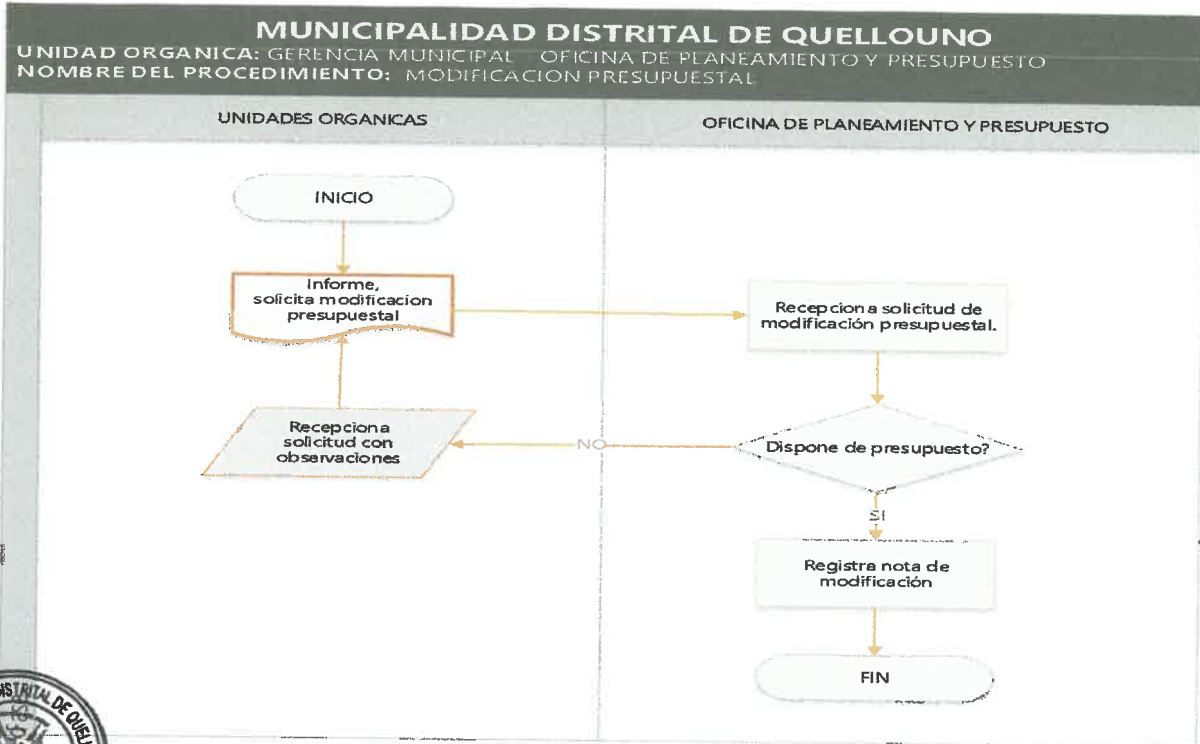 MUNICIPALIDAD DISTRITAL DE QUELLOUNO
UNIDAD ORGANICA: GERENCIA MUNICIPAL OFICINA DE PLANEAMIENTO Y PRESUPUESTO
NOMBRE DEL PROCEDIMIENTO: MODIFICACION PRESUPUESTAL
UNIDADES ORGANICAS
OFICINA DE PLANEAMIENTO Y PRESUPUESTO
INICIO
Informe,
solicita modificacion
presupuestal
Recepciona solicitud de
modificación presupuestal.
Recepciona
solicitud con
observaciones
NO
Dispone de presupuesto?
SI
Registra nota de
modificación
FIN
DE